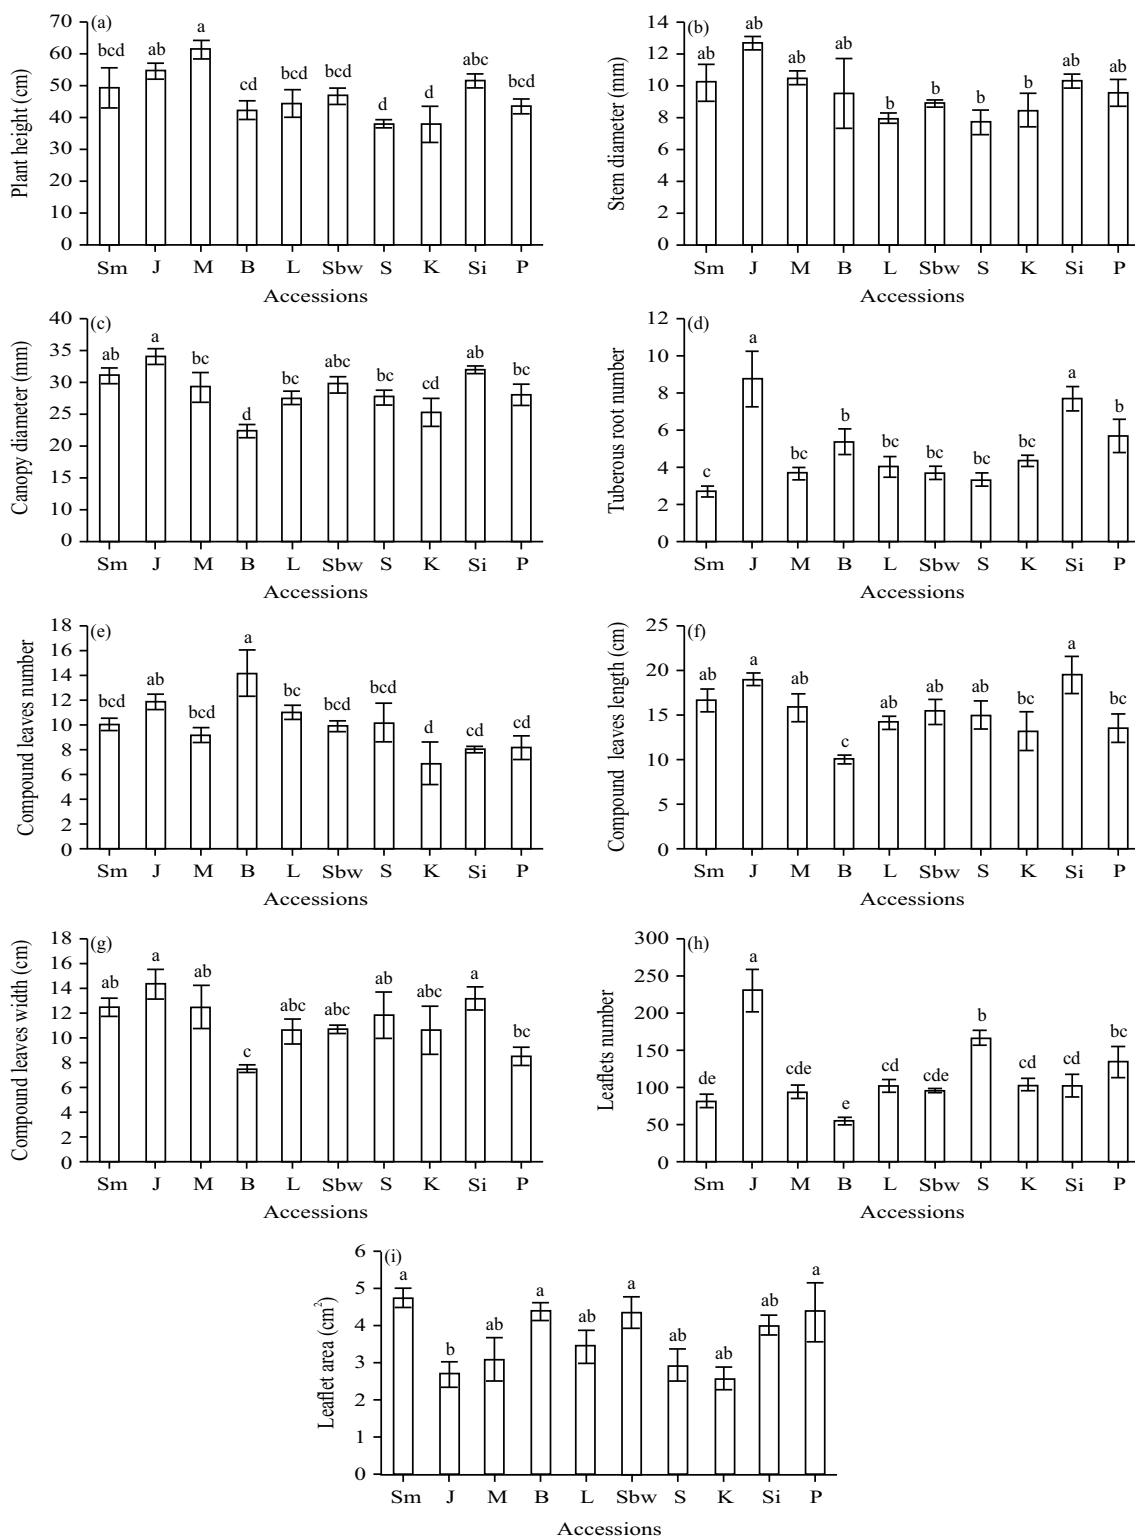 (a)
Plant height (cm)
70
60
50
40
30
20
10
0
bcd ab a cd bcd bcd d d abc bcd
Sm J M B L Sbw S K Si P
Accessions
(b)
Stem diameter (mm)
14
12
10
8
6
4
2
0
ab ab ab ab b b b b ab ab
Sm J M B L Sbw S K Si P
Accessions
(c)
Canopy diameter (mm)
40
35
30
25
20
15
10
0
ab a bc d bc abc bc cd ab bc
Sm J M B L Sbw S K Si P
Accessions
(d)
Tuberous root number
12
10
8
6
4
2
0
c a bc b bc bc bc bc a b
Sm J M B L Sbw S K Si P
Accessions
(e)
Compound leaves number
18
16
14
12
10
8
6
4
2
0
bcd ab bcd a bc bcd bcd d cd cd
Sm J M B L Sbw S K Si P
Accessions
(f)
Compound leaves length (cm)
25
20
15
10
5
0
ab a ab c ab ab ab bc a bc
Sm J M B L Sbw S K Si P
Accessions
(g)
Compound leaves width (cm)
18
16
14
12
10
8
6
4
2
0
ab a ab c abc abc ab abc a bc
Sm J M B L Sbw S K Si P
Accessions
(h)
Leaflets number
300
250
200
150
100
50
0
de a cde e cd cde b cd cd bc
Sm J M B L Sbw S K Si P
Accessions
(i)
Leaflet area (cm²)
6
5
4
3
2
1
0
a b ab a ab a ab ab ab a
Sm J M B L Sbw S K Si P
Accessions